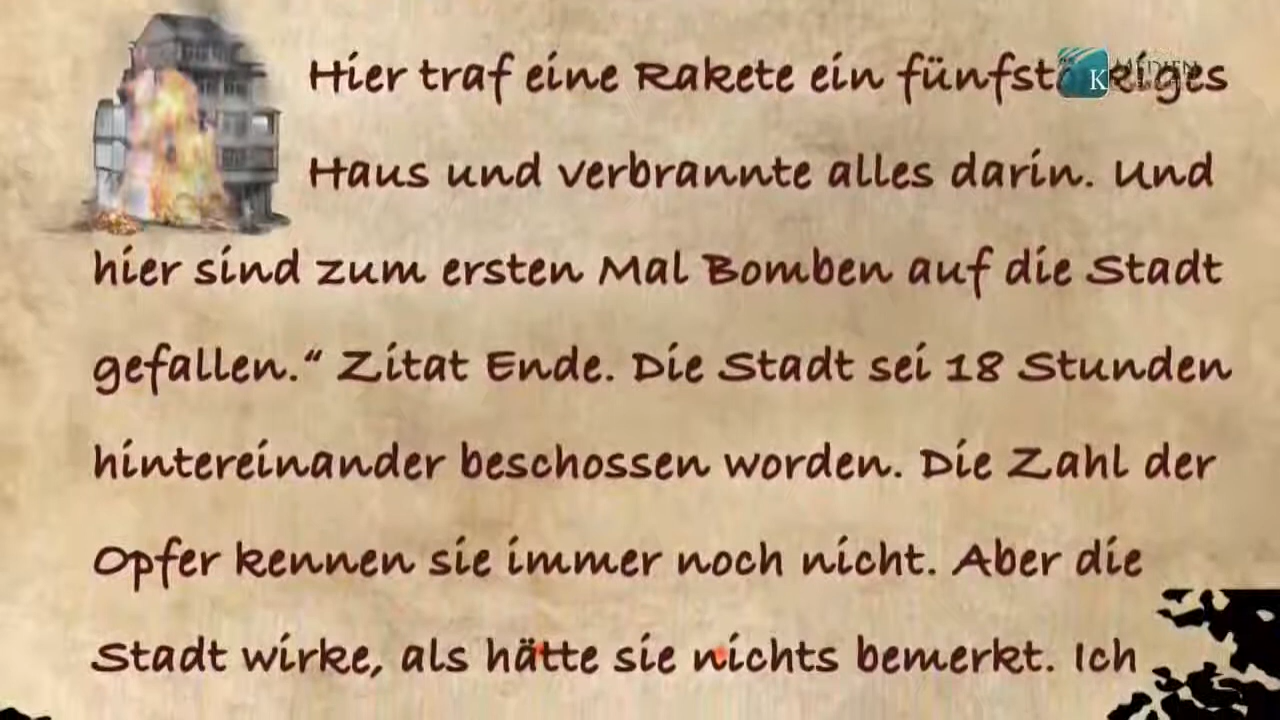 Hier traf eine Rakete ein fünfstöckiges
Haus und verbrannte alles darin. Und
hier sind zum ersten Mal Bomben auf die Stadt
gefallen.“ Zitat Ende. Die Stadt sei 18 Stunden
hintereinander beschossen worden. Die Zahl der
Opfer kennen sie immer noch nicht. Aber die
Stadt wirke, als hätte sie nichts bemerkt. Ich
K
MEDIEN